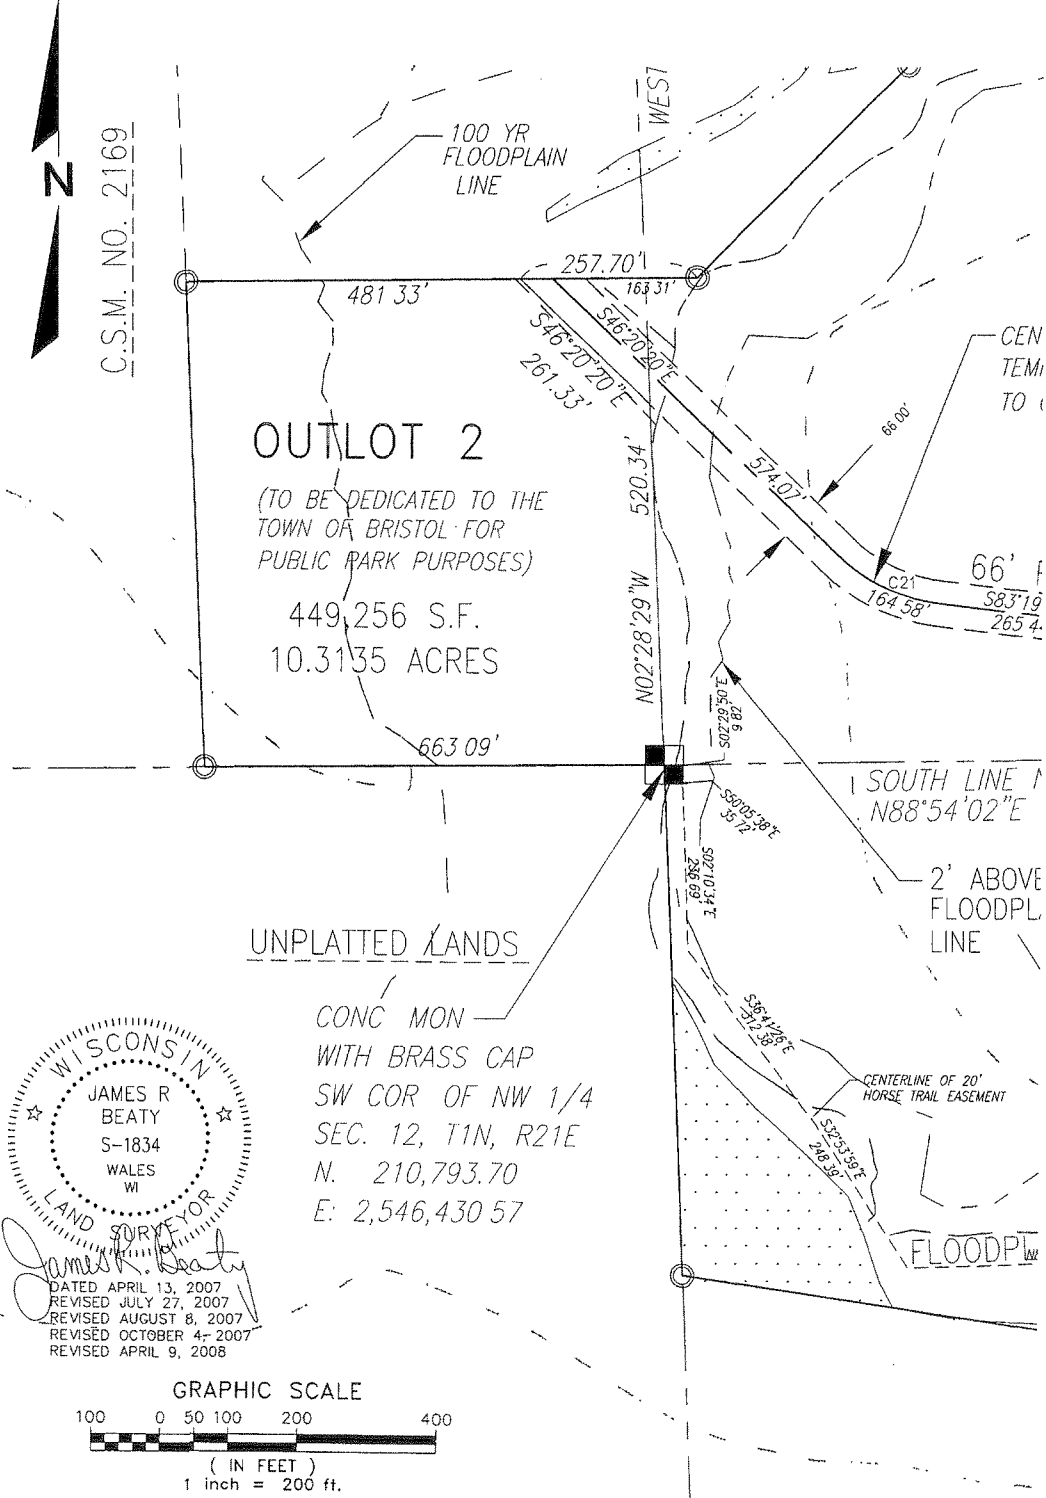 WEST
100 YR
FLOODPLAIN
LINE
N
C.S.M. NO. 2169
257.70'
481 33'
163 31'
S46°20'20"E
S46°20'20"E
261.33'
CEN
TEM
TO
66 00'
OUTLOT 2
(TO BE DEDICATED TO THE
TOWN OF BRISTOL FOR
PUBLIC PARK PURPOSES)
449,256 S.F.
10.3135 ACRES
520.34'
N02°28'29"W
574.07'
66'
C21
164 58'
S83°19
265 44
S02°29'50"E
9 82'
663 09'
SOUTH LINE
N88°54'02"E
S50°05'38"E
35 72'
S02°10'34"E
236 69'
2' ABOVE
FLOODPL
LINE
UNPLATTED LANDS
CONC MON
WITH BRASS CAP
SW COR OF NW 1/4
SEC. 12, T1N, R21E
N. 210,793.70
E: 2,546,430 57
S36°41'26"E
312 38'
CENTERLINE OF 20'
HORSE TRAIL EASEMENT
S32°53'59"E
248 39'
FLOODPL
WISCONSIN
JAMES R
BEATY
S-1834
WALES
WI
LAND SURVEYOR
James R. Beaty
DATED APRIL 13, 2007
REVISED JULY 27, 2007
REVISED AUGUST 8, 2007
REVISED OCTOBER 4, 2007
REVISED APRIL 9, 2008
GRAPHIC SCALE
100 0 50 100 200 400
( IN FEET )
1 inch = 200 ft.